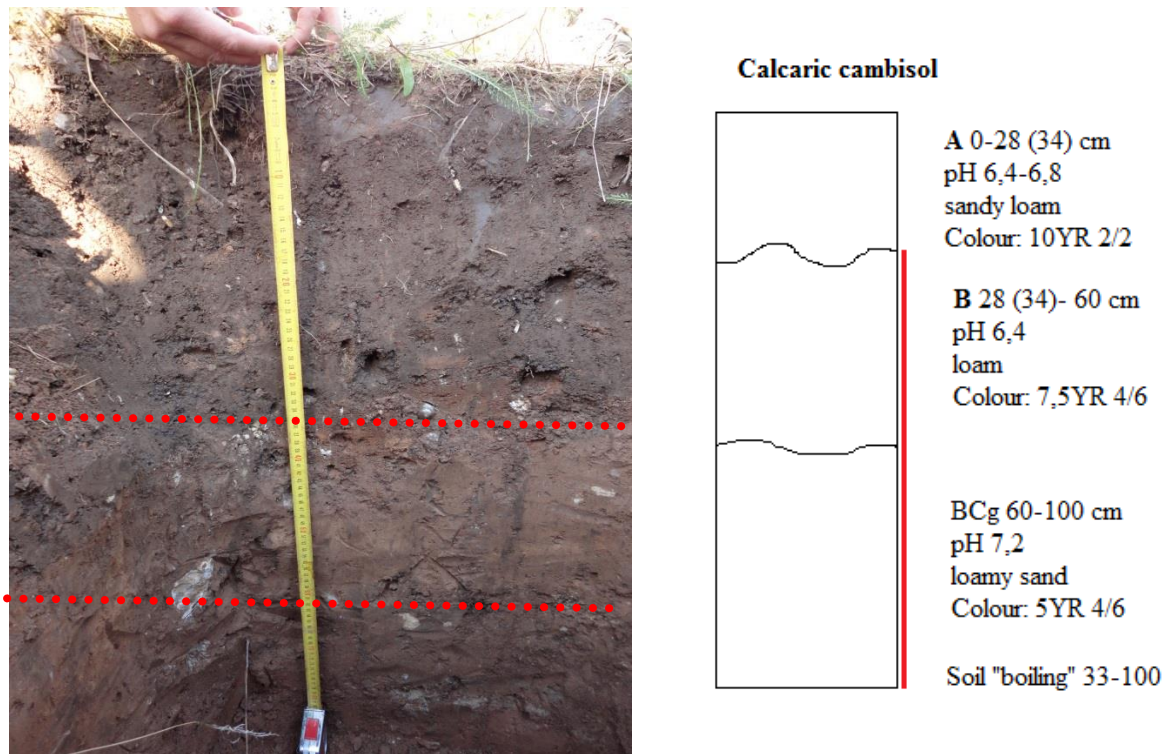 Calcaric cambisol
A 0-28 (34) cm
pH 6,4-6,8
sandy loam
Colour: 10YR 2/2
B 28 (34)- 60 cm
pH 6,4
loam
Colour: 7,5YR 4/6
BCg 60-100 cm
pH 7,2
loamy sand
Colour: 5YR 4/6
Soil "boiling" 33-100